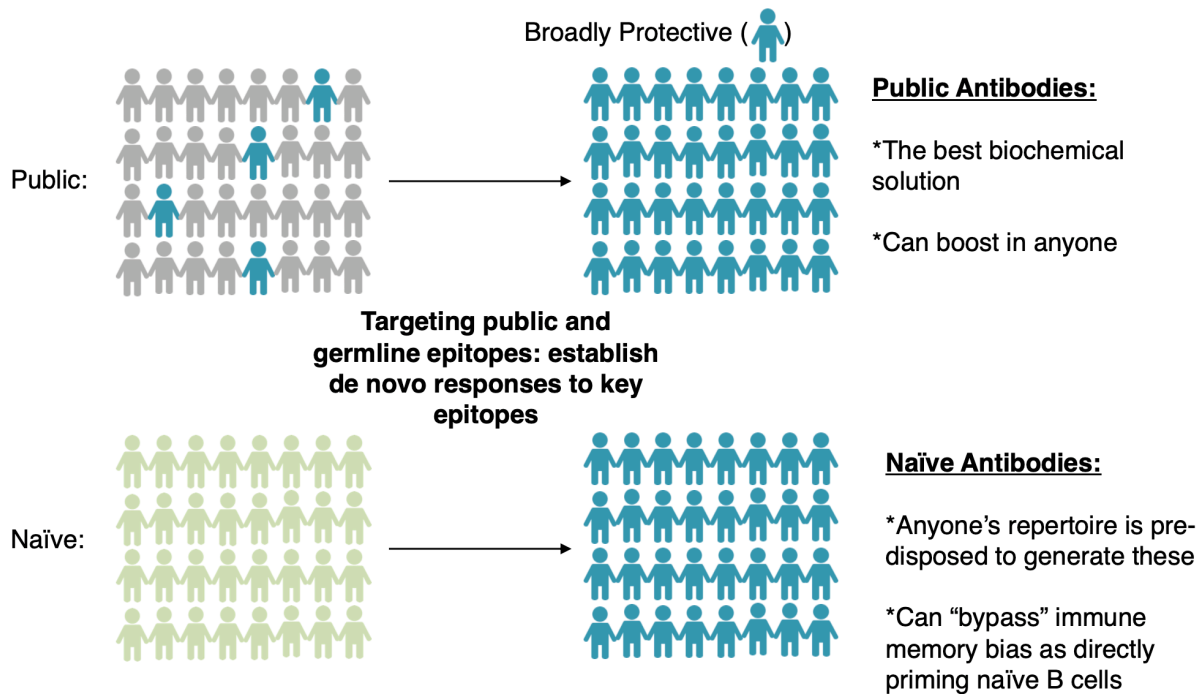 Broadly Protective ( )
Public:
Public Antibodies:
*The best biochemical
solution
*Can boost in anyone
Targeting public and
germline epitopes: establish
de novo responses to key
epitopes
Naïve:
Naïve Antibodies:
*Anyone’s repertoire is pre-
disposed to generate these
*Can “bypass” immune
memory bias as directly
priming naïve B cells